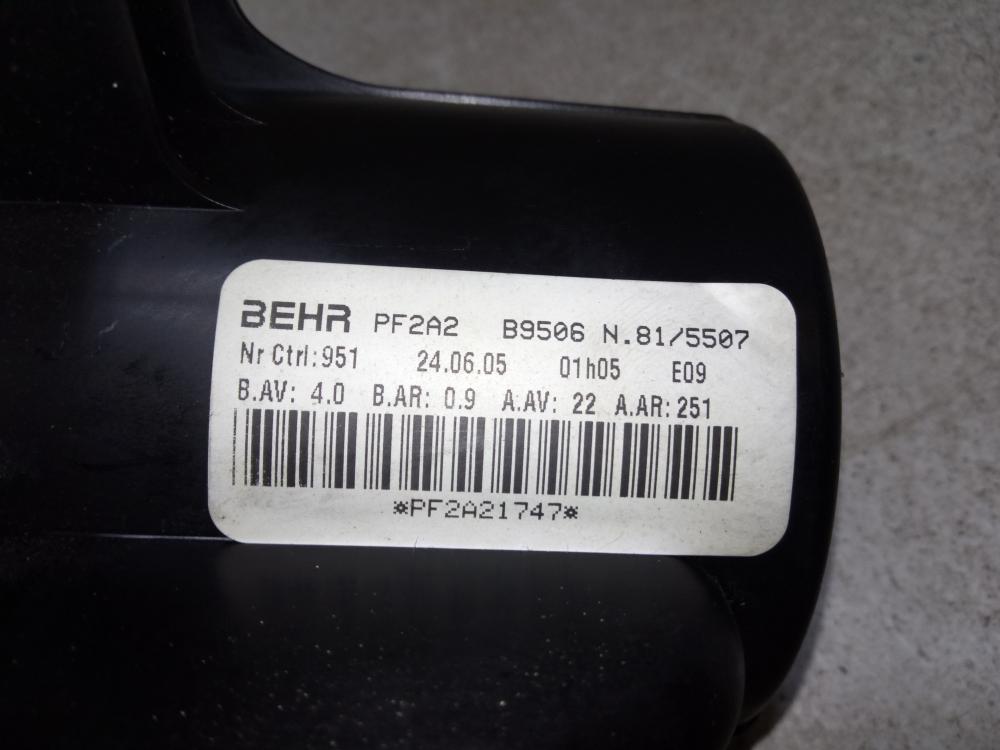 BEHR PF2A2 B9506 N.81/5507
Nr Ctrl:951 24.06.05 01h05 E09
B.AV: 4.0 B.AR: 0.9 A.AV: 22 A.AR: 251
*PF2A21747*